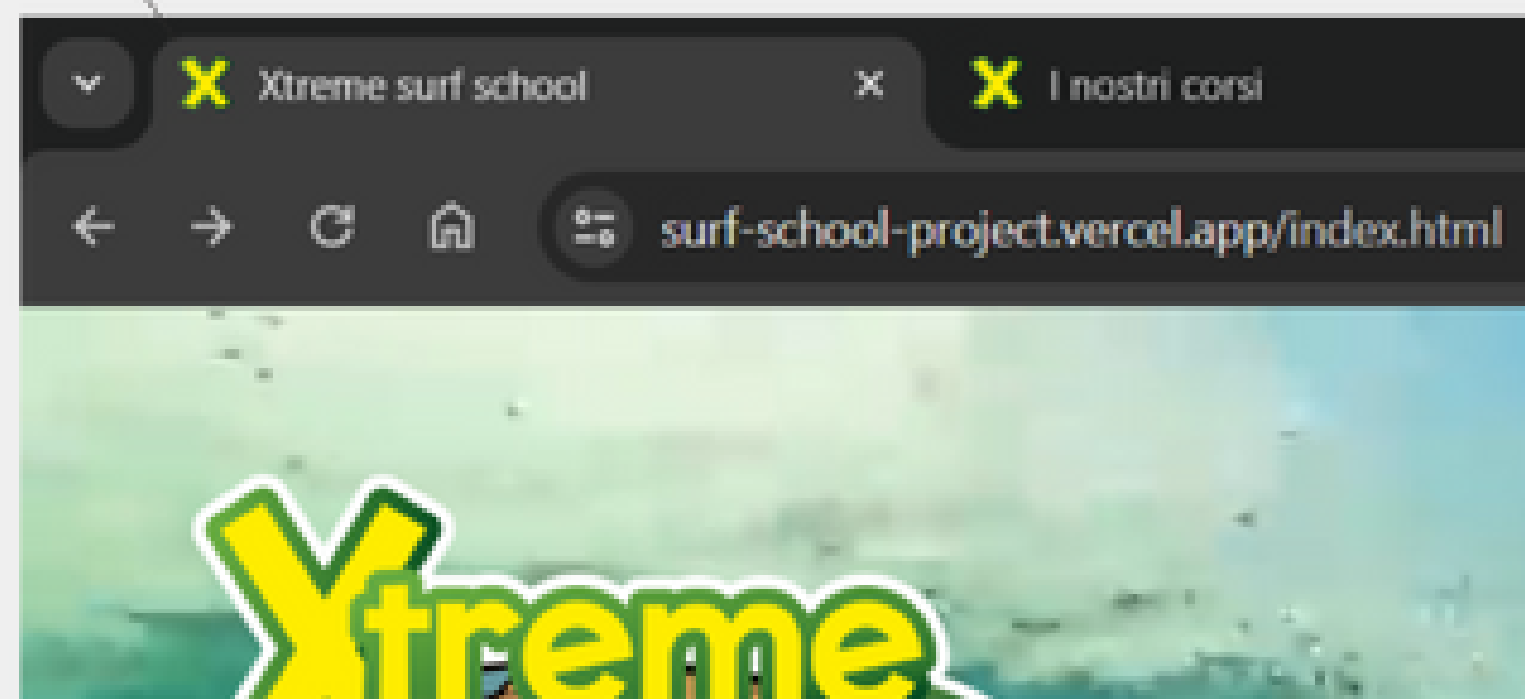 Xtreme surf school
I nostri corsi
surf-school-project.vercel.app/index.html
Xtreme